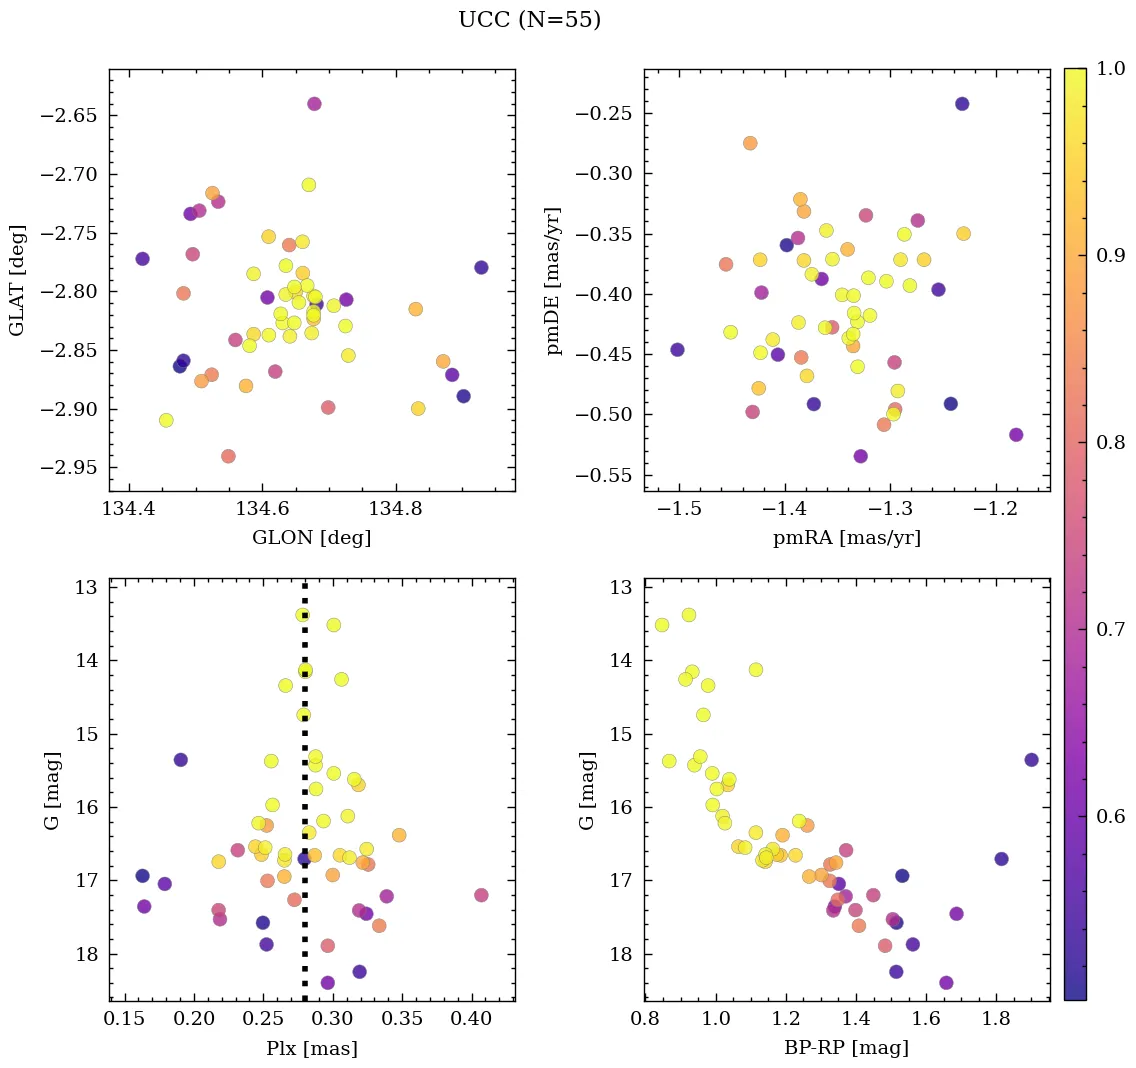 UCC (N=55)
−2.65
−2.70
−2.75
−2.80
−2.85
−2.90
−2.95
GLAT [deg]
134.4 134.6 134.8
GLON [deg]
−0.25
−0.30
−0.35
−0.40
−0.45
−0.50
−0.55
pmDE [mas/yr]
−1.5 −1.4 −1.3 −1.2
pmRA [mas/yr]
1.0
0.9
0.8
0.7
0.6
13
14
15
16
17
18
G [mag]
0.15 0.20 0.25 0.30 0.35 0.40
Plx [mas]
13
14
15
16
17
18
G [mag]
0.8 1.0 1.2 1.4 1.6 1.8
BP-RP [mag]